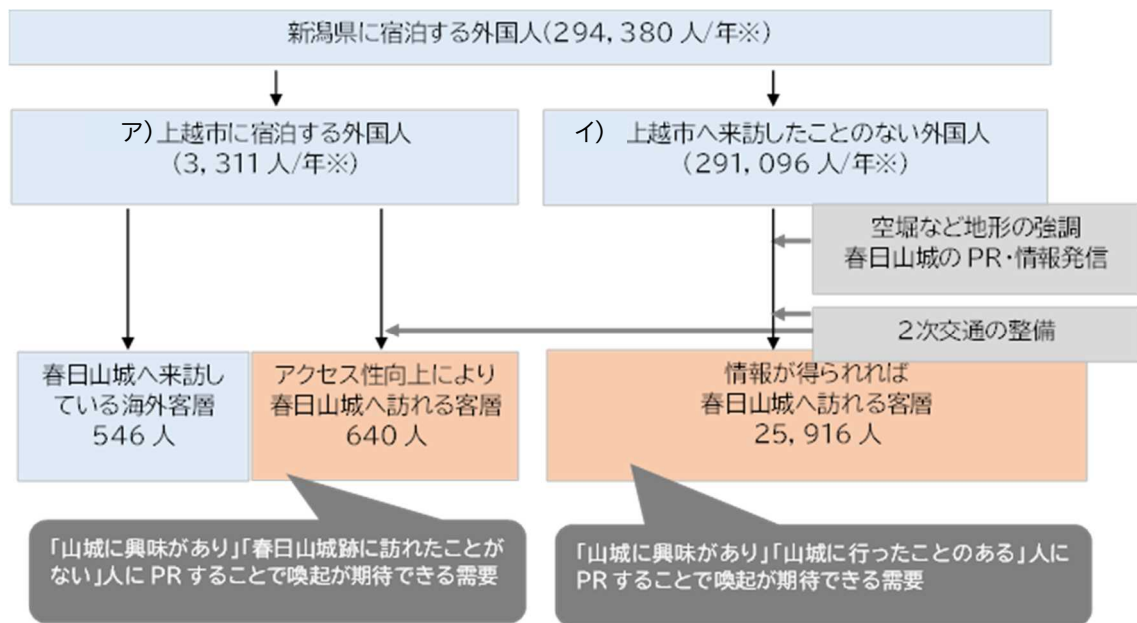 新潟県に宿泊する外国人(294,380人/年※)
ア)上越市に宿泊する外国人
(3,311人/年※)
イ) 上越市へ来訪したことのない外国人
(291,096人/年※)
空堀など地形の強調
春日山城のPR・情報発信
2次交通の整備
春日山城へ来訪し
ている海外客層
546人
アクセス性向上により
春日山城へ訪れる客層
640人
情報が得られれば
春日山城へ訪れる客層
25,916人
「山城に興味があり」「春日山城跡に訪れたことが
ない」人にPRすることで喚起が期待できる需要
「山城に興味があり」「山城に行ったことのある」人に
PRすることで喚起が期待できる需要